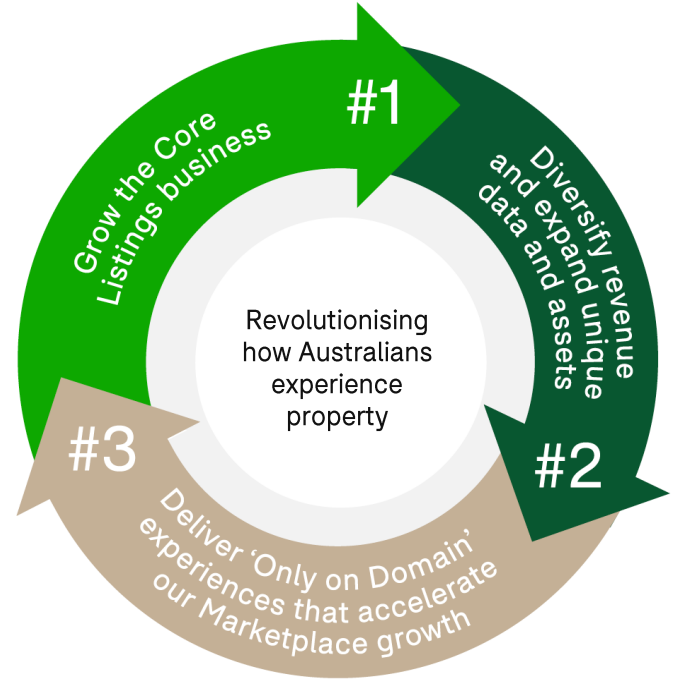 #1
Grow the Core
Listings business
#2
Diversify revenue
and expand unique
data and assets
#3
Deliver ‘Only on Domain’
experiences that accelerate
our Marketplace growth
Revolutionising
how Australians
experience
property